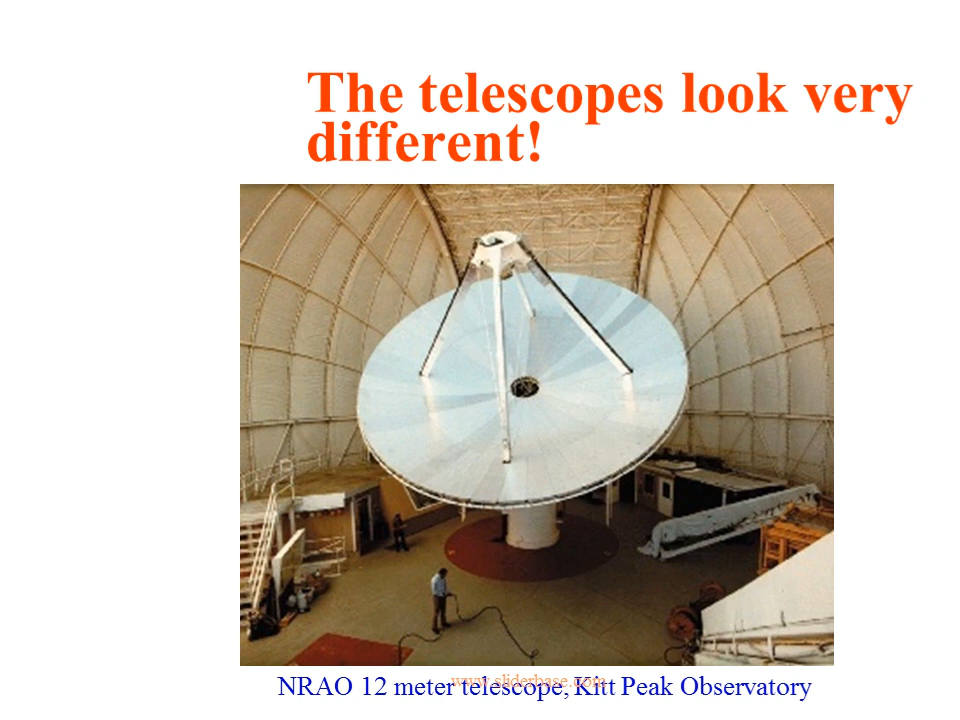 The telescopes look very
different!
www.sliderbase.com
NRAO 12 meter telescope, Kitt Peak Observatory